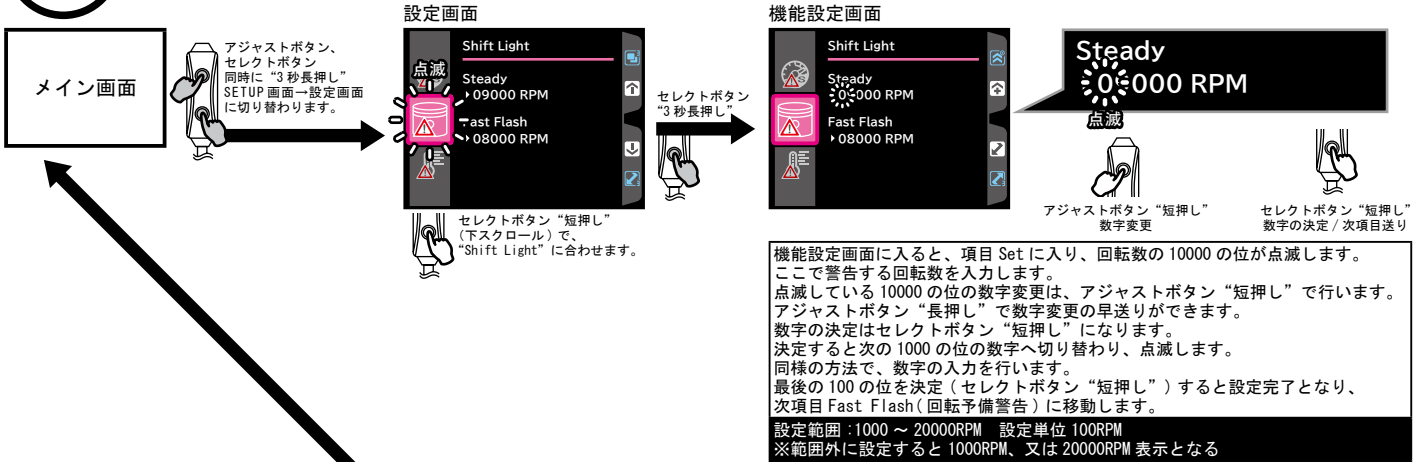 設定画面
機能設定画面
メイン画面
アジャストボタン、
セレクトボタン
同時に“3秒長押し”
SETUP画面→設定画面
に切り替わります。
Shift Light
点滅
Steady
09000 RPM
Fast Flash
08000 RPM
セレクトボタン“短押し”
(下スクロール)で、
“Shift Light”に合わせます。
セレクトボタン
“3秒長押し”
Shift Light
Steady
09000 RPM
Fast Flash
08000 RPM
Steady
09000 RPM
点滅
アジャストボタン“短押し”
数字変更
セレクトボタン“短押し”
数字の決定/次項目送り
機能設定画面に入ると、項目Setに入り、回転数の10000の位が点滅します。
ここで警告する回転数を入力します。
点滅している10000の位の数字変更は、アジャストボタン“短押し”で行います。
アジャストボタン“長押し”で数字変更の早送りができます。
数字の決定はセレクトボタン“短押し”になります。
決定すると次の1000の位の数字へ切り替わり、点滅します。
同様の方法で、数字の入力を行います。
最後の100の位を決定(セレクトボタン“短押し”)すると設定完了となり、
次項目Fast Flash(回転予備警告)に移動します。
設定範囲:1000～20000RPM 設定単位100RPM
※範囲外に設定すると1000RPM、又は20000RPM表示となる